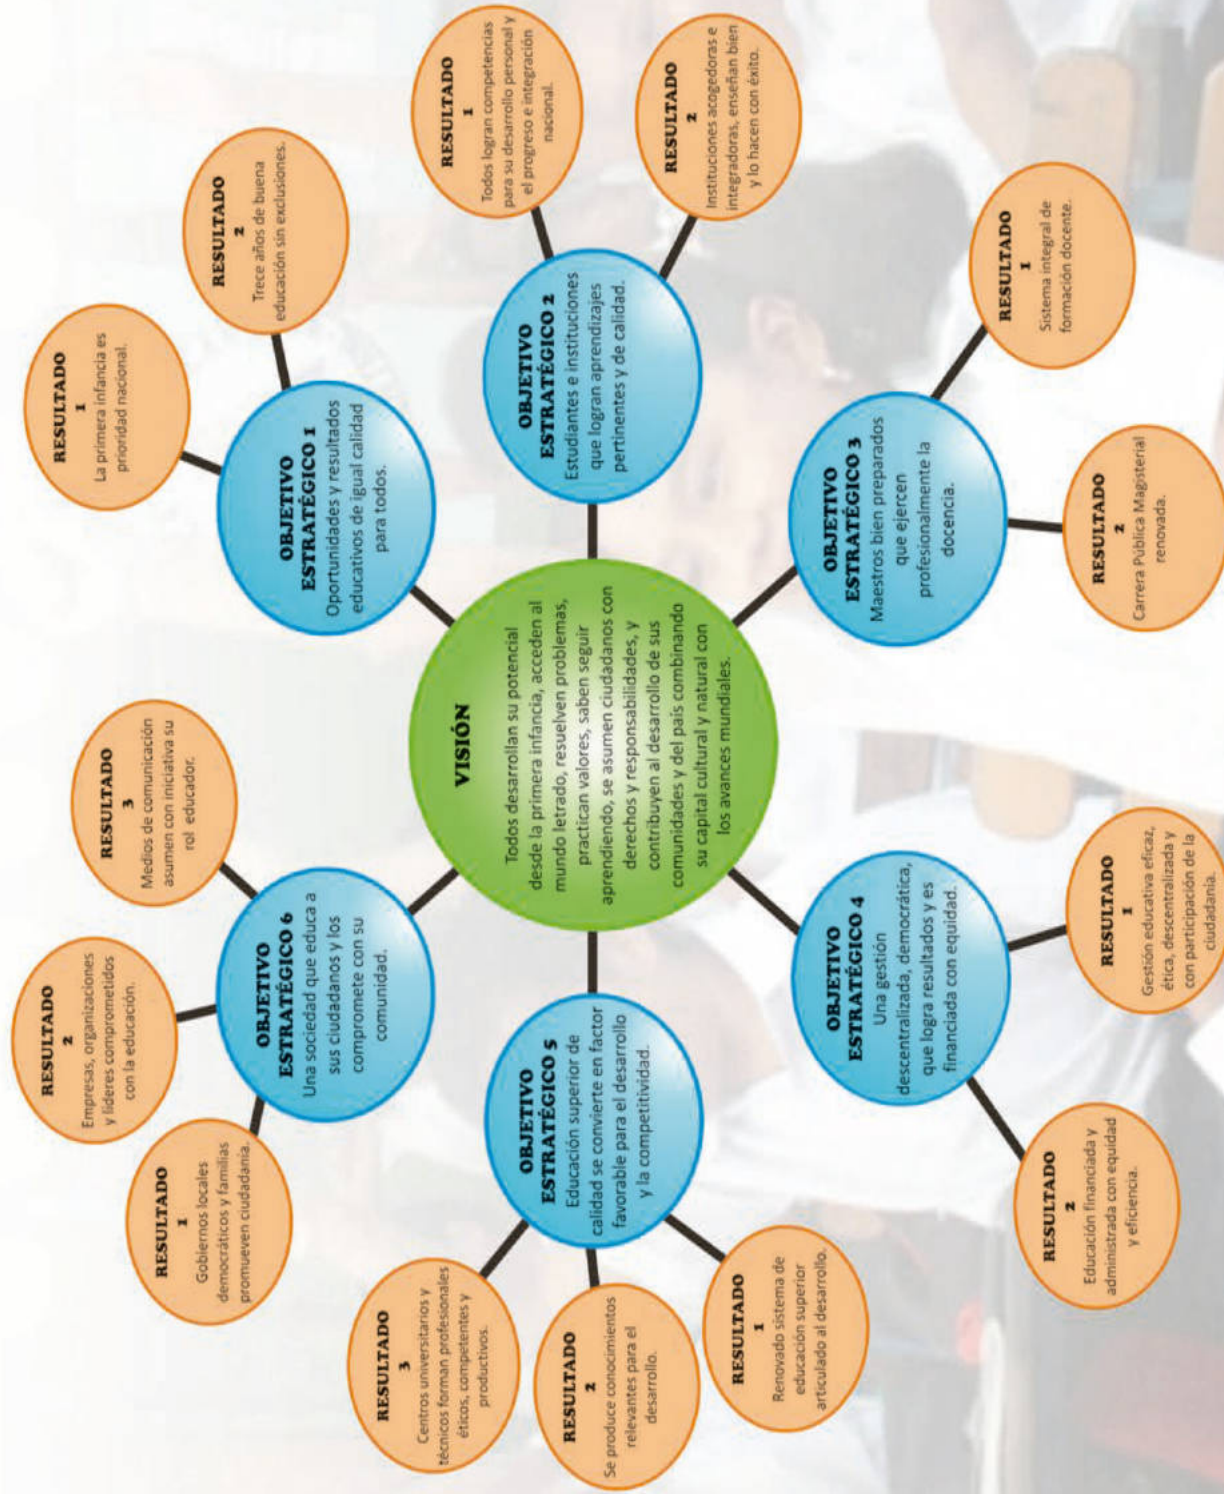 VISIÓN
Todos desarrollan su potencial
desde la primera infancia, acceden al
mundo letrado, resuelven problemas,
practican valores, saben seguir
aprendiendo, se asumen ciudadanos con
derechos y responsabilidades, y
contribuyen al desarrollo de sus
comunidades y del país combinando
su capital cultural y natural con
los avances mundiales.
OBJETIVO
ESTRATÉGICO 1
Oportunidades y resultados
educativos de igual calidad
para todos.
RESULTADO
1
La primera infancia es
prioridad nacional.
RESULTADO
2
Trece años de buena
educación sin exclusiones.
OBJETIVO
ESTRATÉGICO 2
Estudiantes e instituciones
que logran aprendizajes
pertinentes y de calidad.
RESULTADO
1
Todos logran competencias
para su desarrollo personal y
el progreso e integración
nacional.
RESULTADO
2
Instituciones acogedoras e
integradoras, enseñan bien
y lo hacen con éxito.
OBJETIVO
ESTRATÉGICO 3
Maestros bien preparados
que ejercen
profesionalmente la
docencia.
RESULTADO
1
Sistema integral de
formación docente.
RESULTADO
2
Carrera Pública Magisterial
renovada.
OBJETIVO
ESTRATÉGICO 4
Una gestión
descentralizada, democrática,
que logra resultados y es
financiada con equidad.
RESULTADO
1
Gestión educativa eficaz,
ética, descentralizada y
con participación de la
ciudadanía.
RESULTADO
2
Educación financiada y
administrada con equidad
y eficiencia.
OBJETIVO
ESTRATÉGICO 5
Educación superior de
calidad se convierte en factor
favorable para el desarrollo
y la competitividad.
RESULTADO
1
Renovado sistema de
educación superior
articulado al desarrollo.
RESULTADO
2
Se produce conocimientos
relevantes para el
desarrollo.
RESULTADO
3
Centros universitarios y
técnicos forman profesionales
éticos, competentes y
productivos.
OBJETIVO
ESTRATÉGICO 6
Una sociedad que educa a
sus ciudadanos y los
compromete con su
comunidad.
RESULTADO
1
Gobiernos locales
democráticos y familias
promueven ciudadanía.
RESULTADO
2
Empresas, organizaciones
y líderes comprometidos
con la educación.
RESULTADO
3
Medios de comunicación
asumen con iniciativa su
rol educador.